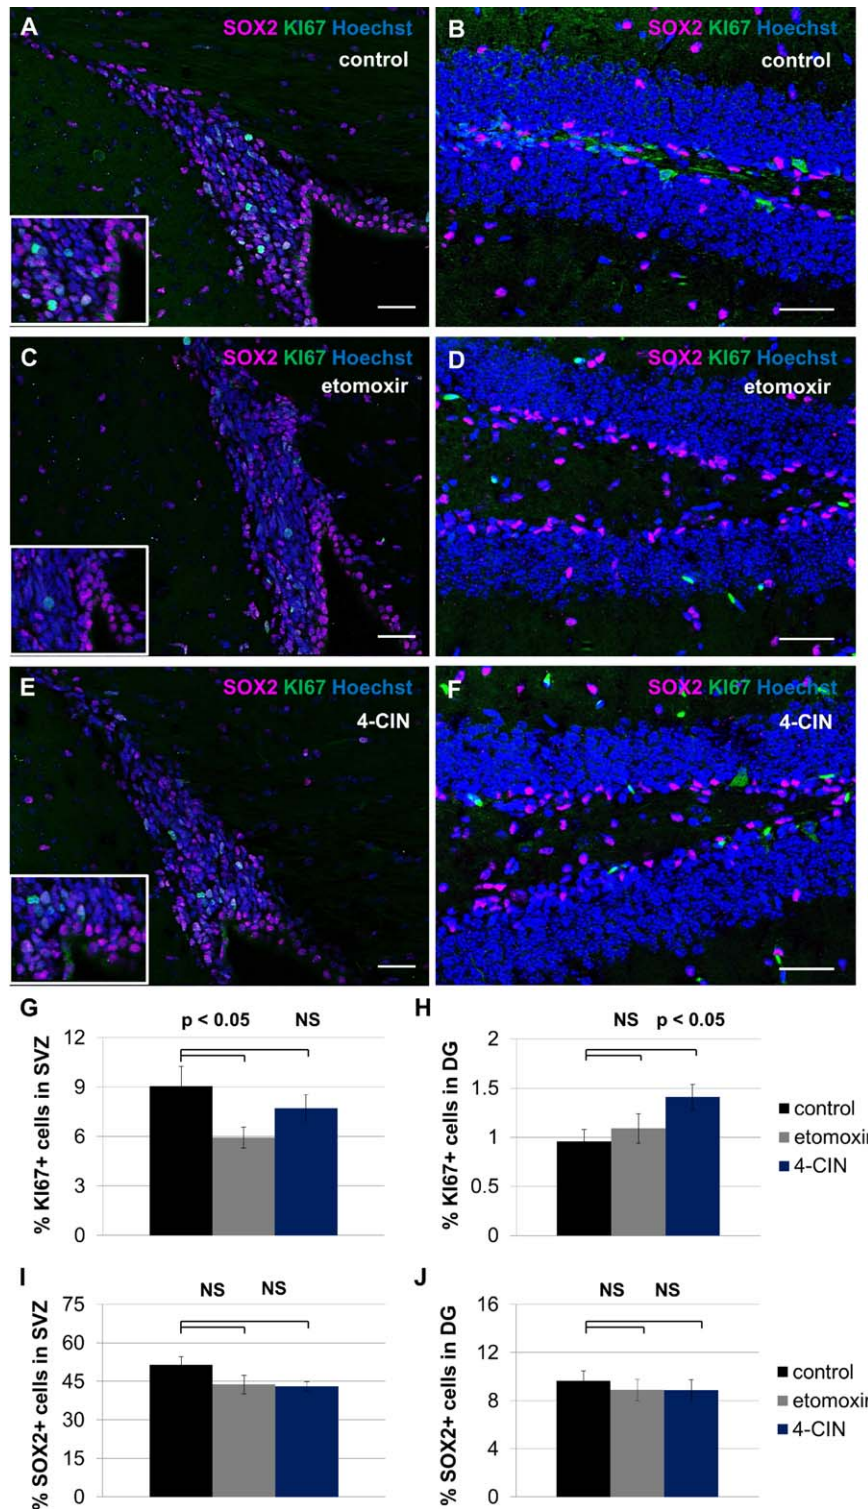 A
SOX2 KI67 Hoechst
control
B
SOX2 KI67 Hoechst
control
C
SOX2 KI67 Hoechst
etomoxir
D
SOX2 KI67 Hoechst
etomoxir
E
SOX2 KI67 Hoechst
4-CIN
F
SOX2 KI67 Hoechst
4-CIN
G
p < 0.05 NS
% KI67+ cells in SVZ
12
9
6
3
0
H
NS p < 0.05
% KI67+ cells in DG
2
1.5
1
0.5
0
control
etomoxir
4-CIN
I
NS NS
% SOX2+ cells in SVZ
75
60
45
30
15
0
J
NS NS
% SOX2+ cells in DG
16
12
8
4
0
control
etomoxir
4-CIN